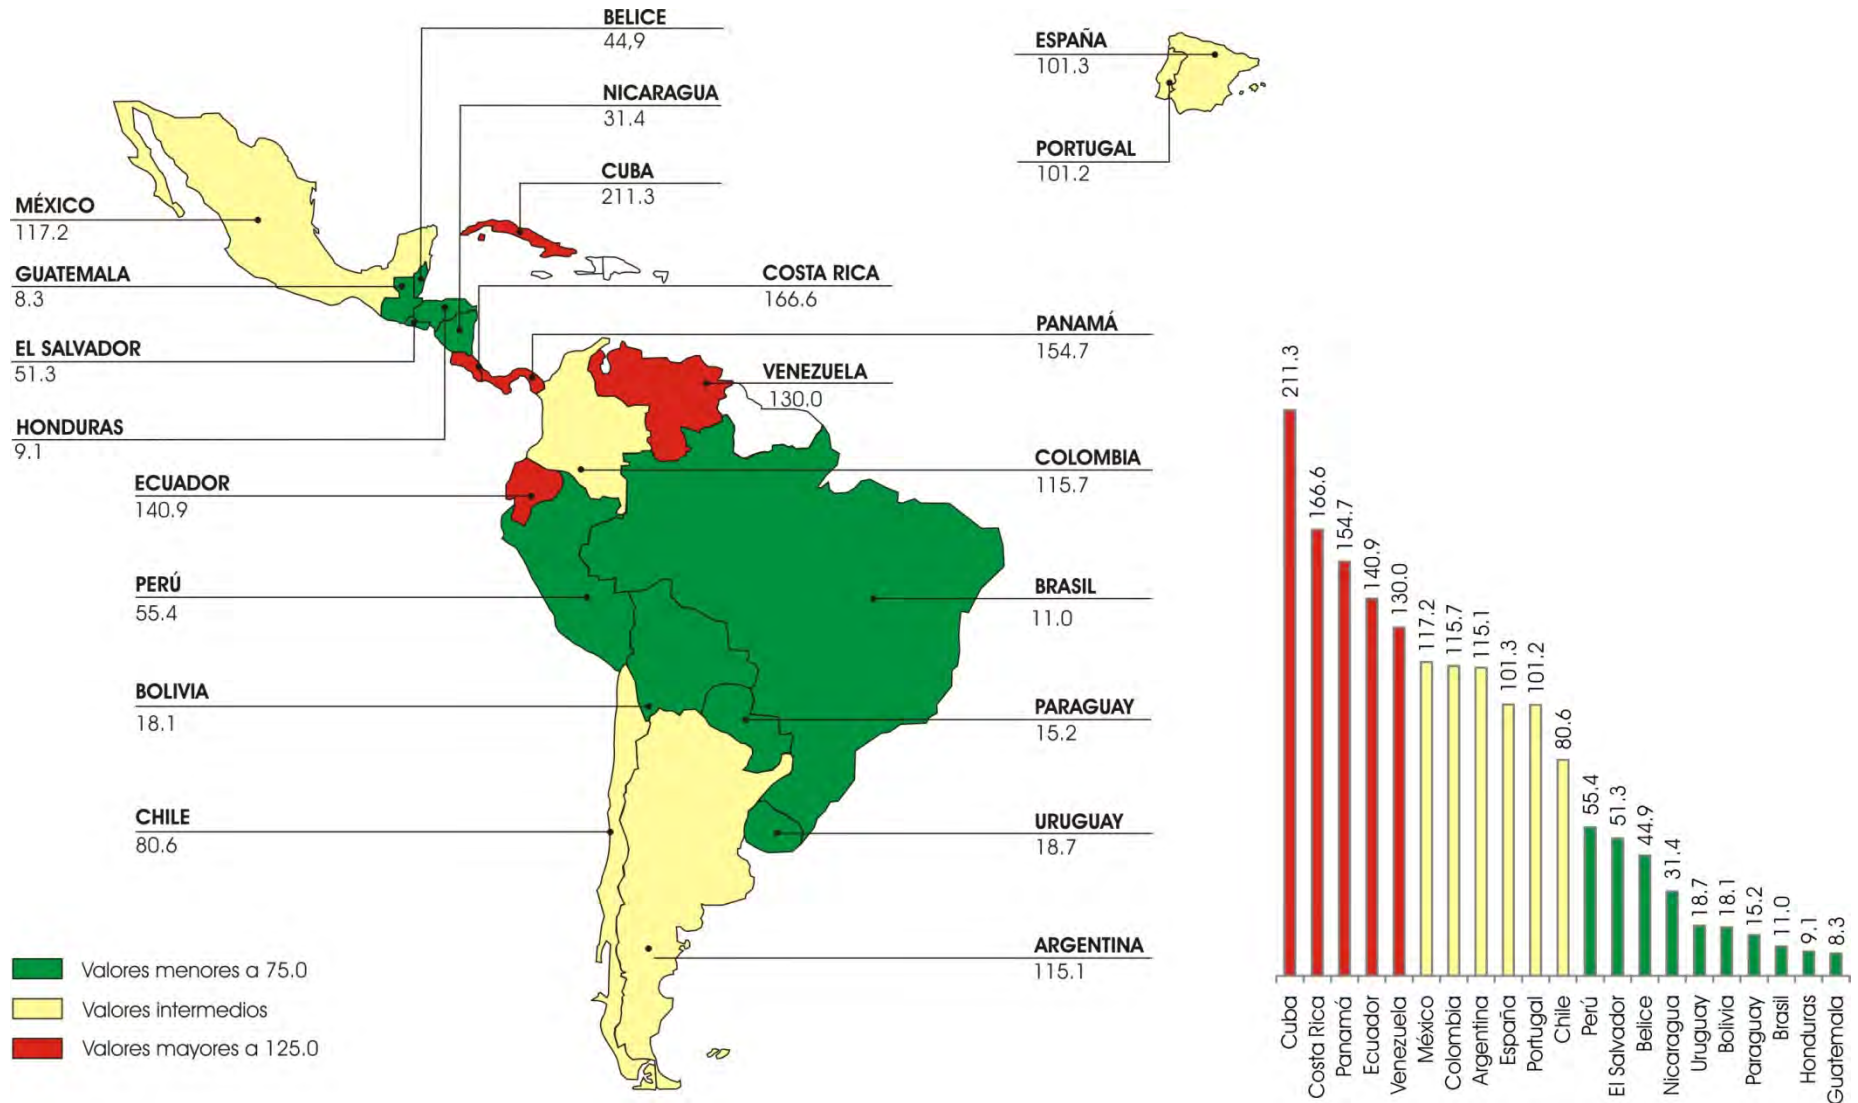 BELICE
44,9
NICARAGUA
31.4
CUBA
211.3
ESPAÑA
101.3
PORTUGAL
101.2
MÉXICO
117.2
GUATEMALA
8.3
EL SALVADOR
51.3
HONDURAS
9.1
COSTA RICA
166.6
PANAMÁ
154.7
VENEZUELA
130.0
COLOMBIA
115.7
ECUADOR
140.9
PERÚ
55.4
BRASIL
11.0
BOLIVIA
18.1
PARAGUAY
15.2
CHILE
80.6
URUGUAY
18.7
ARGENTINA
115.1
Valores menores a 75.0
Valores intermedios
Valores mayores a 125.0
211.3
166.6
154.7
140.9
130.0
117.2
115.7
115.1
101.3
101.2
80.6
55.4
51.3
44.9
31.4
18.7
18.1
15.2
11.0
9.1
8.3
Cuba
Costa Rica
Panamá
Ecuador
Venezuela
México
Colombia
Argentina
España
Portugal
Chile
Perú
El Salvador
Belice
Nicaragua
Uruguay
Bolivia
Paraguay
Brasil
Honduras
Guatemala